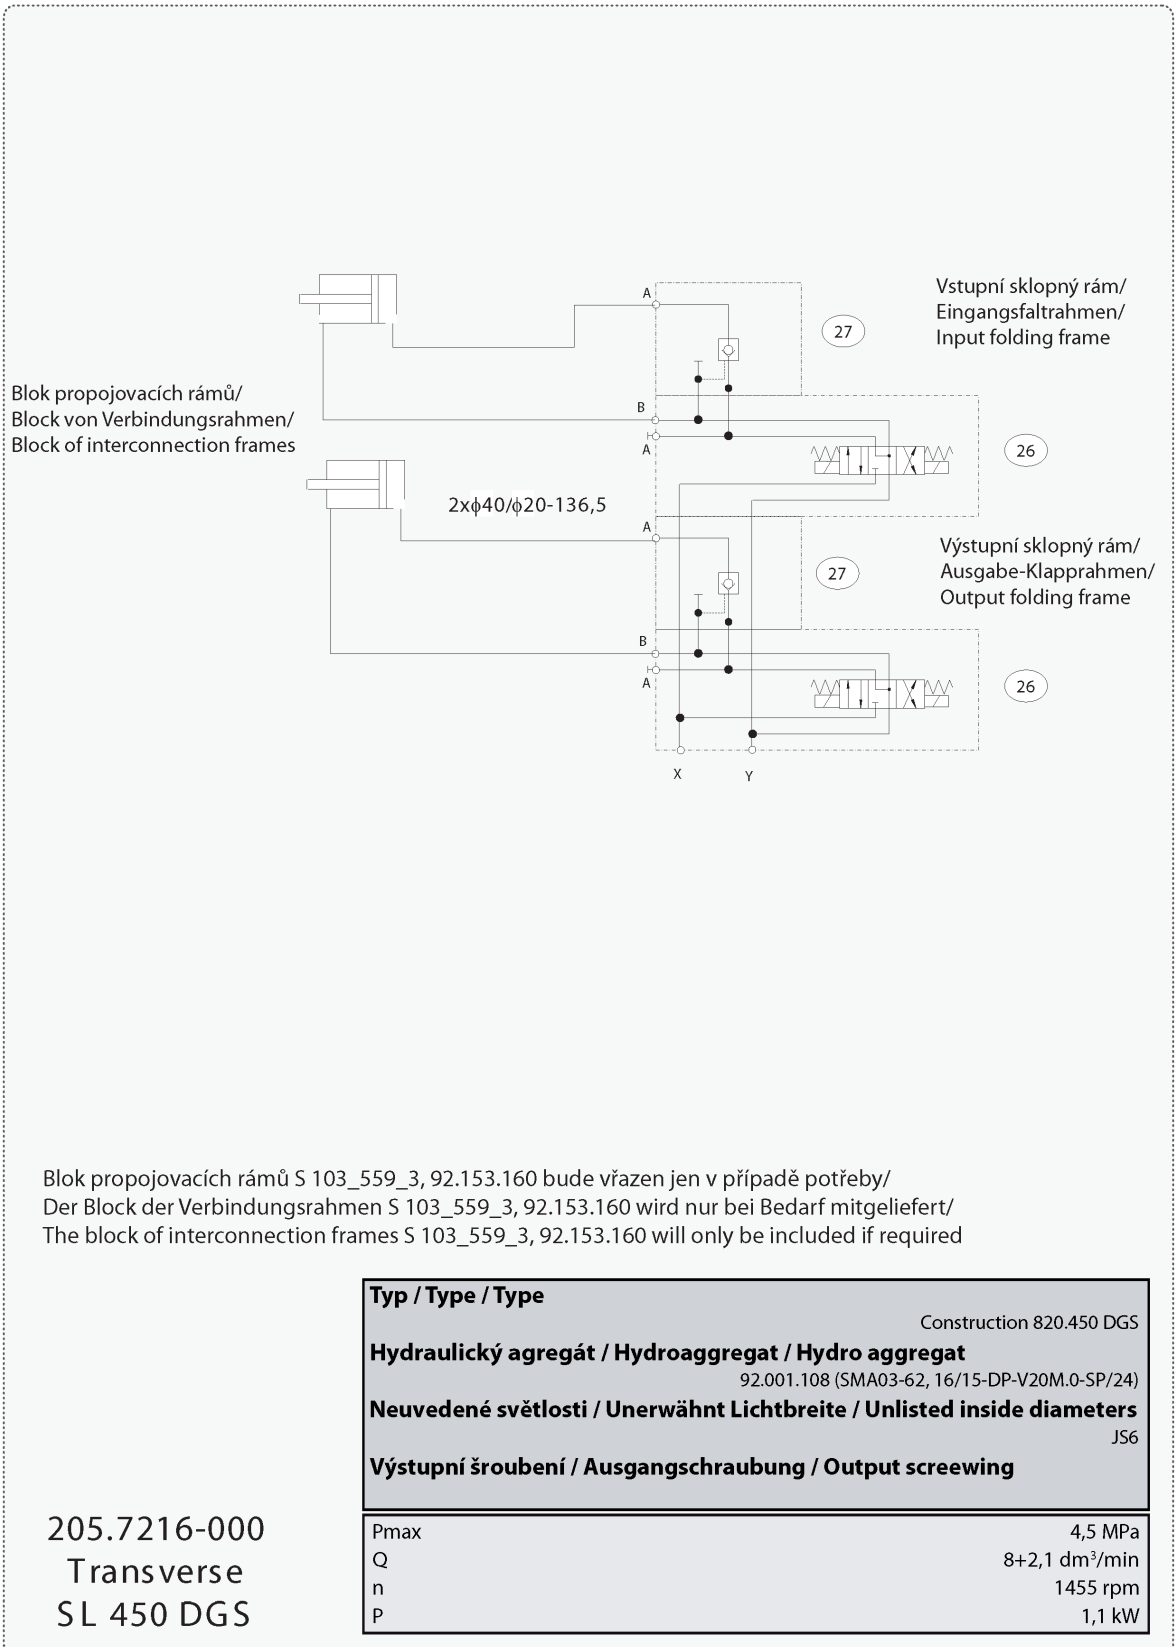 A
27
Vstupní sklopný rám/
Eingangsfaltrahmen/
Input folding frame
Blok propojovacích rámů/
Block von Verbindungsrahmen/
Block of interconnection frames
B
A
26
2xϕ40/ϕ20-136,5
A
27
Výstupní sklopný rám/
Ausgabe-Klapprahmen/
Output folding frame
B
A
26
X
Y
Blok propojovacích rámů S 103_559_3, 92.153.160 bude vřazen jen v případě potřeby/
Der Block der Verbindungsrahmen S 103_559_3, 92.153.160 wird nur bei Bedarf mitgeliefert/
The block of interconnection frames S 103_559_3, 92.153.160 will only be included if required
Typ / Type / Type
Construction 820.450 DGS
Hydraulický agregát / Hydroaggregat / Hydro aggregat
92.001.108 (SMA03-62, 16/15-DP-V20M.0-SP/24)
Neuvedené světlosti / Unerwähnt Lichtbreite / Unlisted inside diameters
JS6
Výstupní šroubení / Ausgangschraubung / Output screewing
205.7216-000
Transverse
SL 450 DGS
Pmax 4,5 MPa
Q 8+2,1 dm³/min
n 1455 rpm
P 1,1 kW